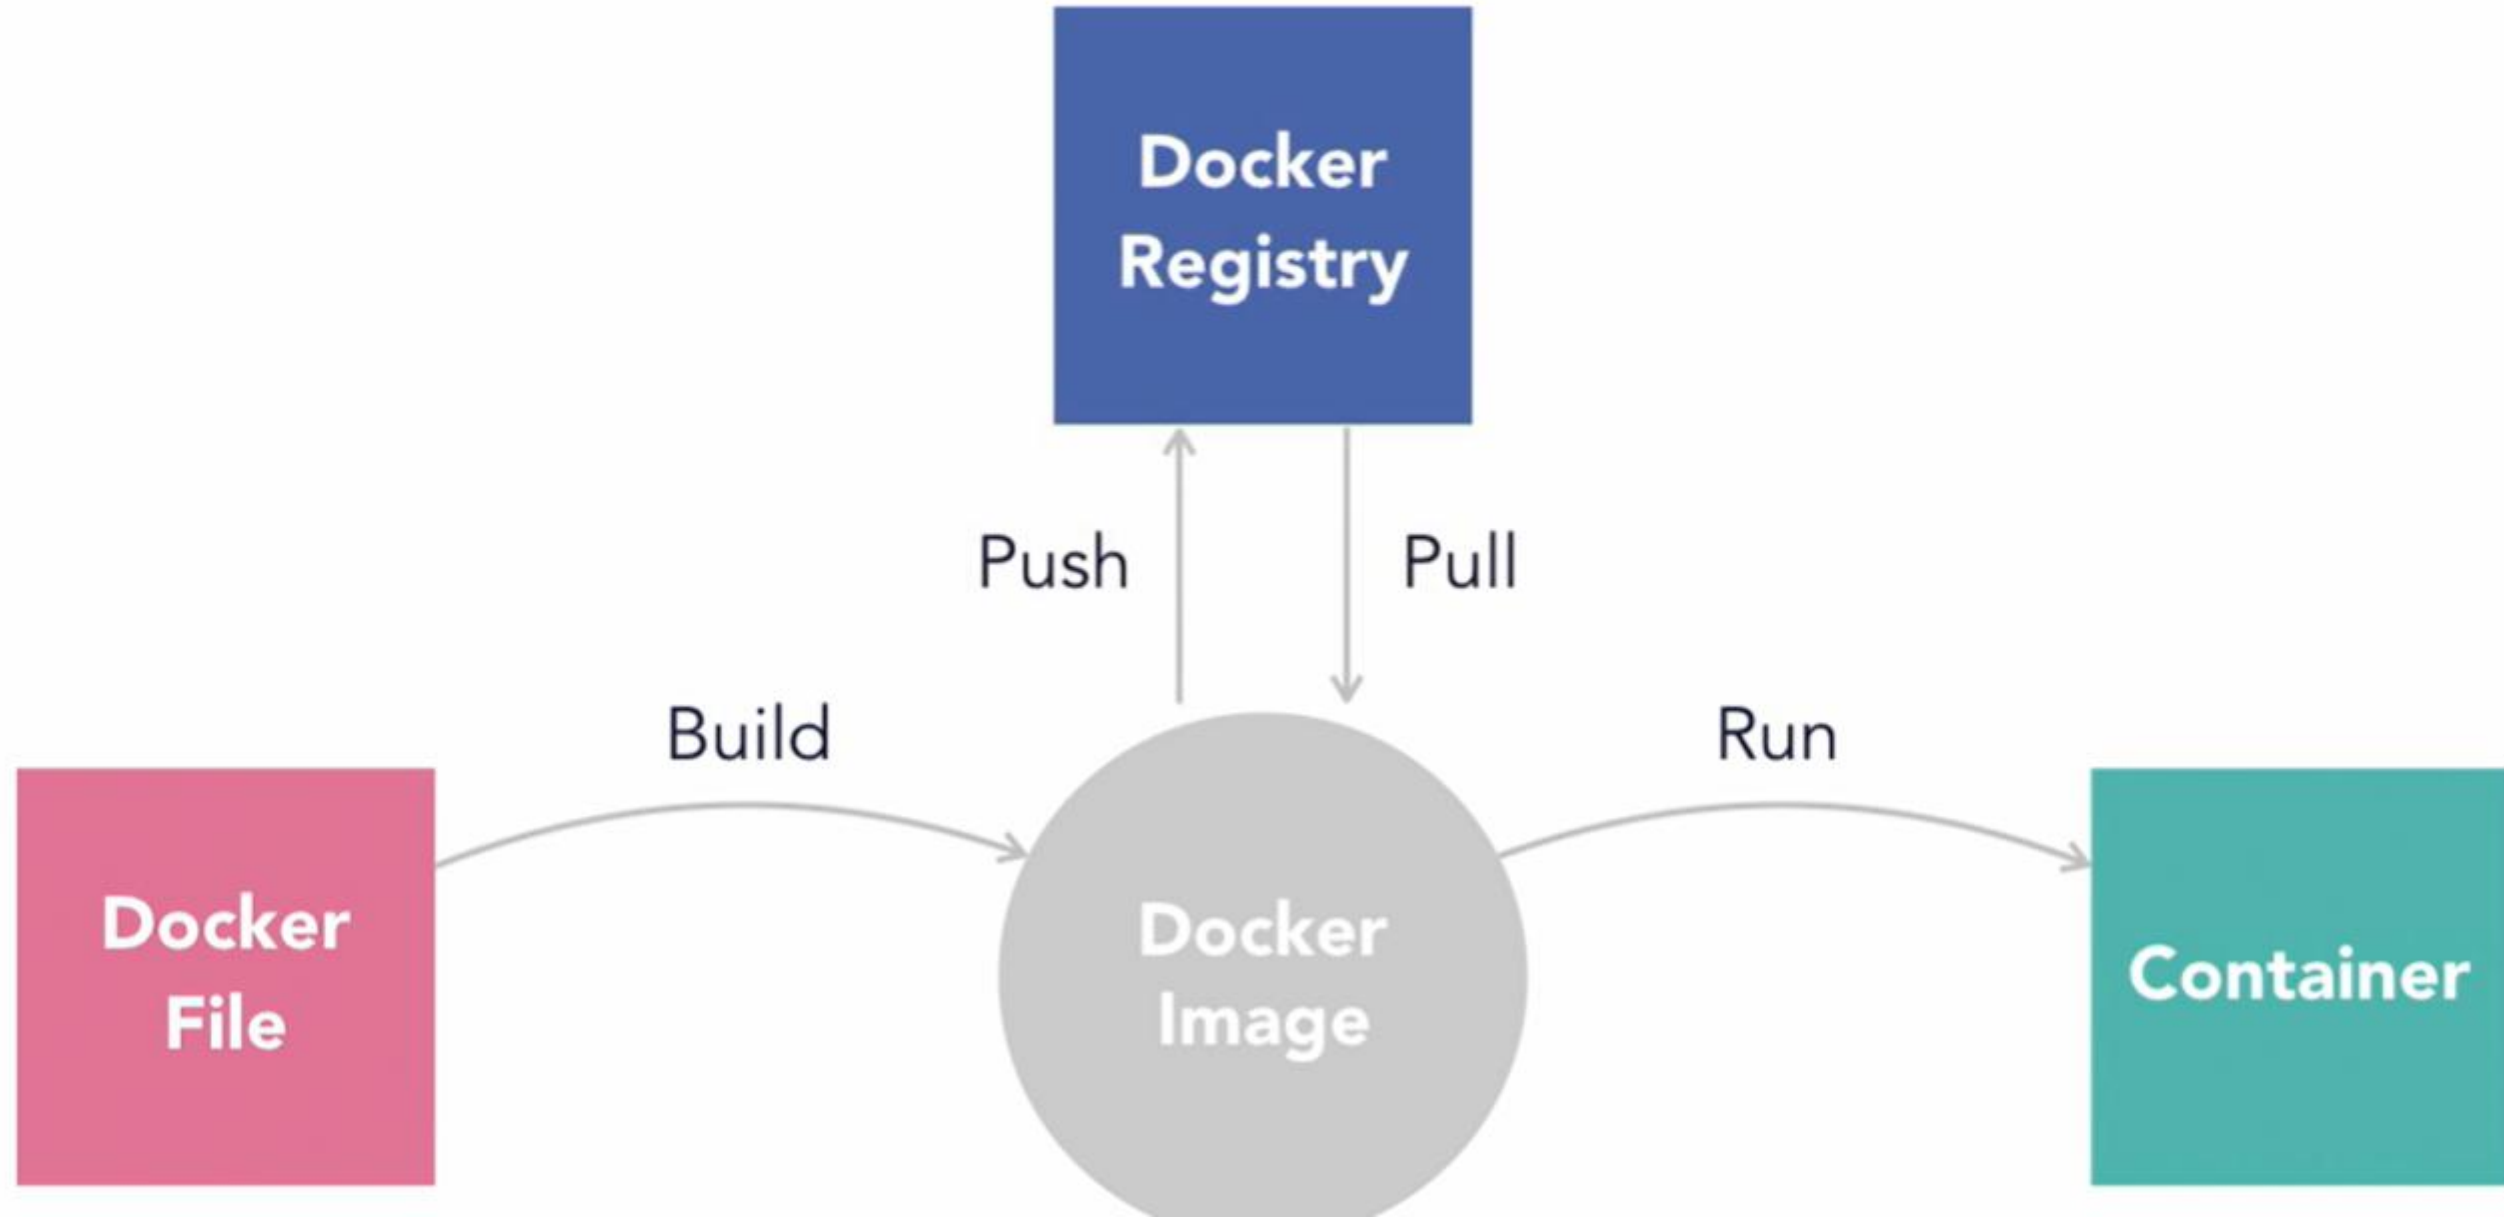 Docker
Registry
Push
Pull
Build
Run
Docker
File
Docker
Image
Container